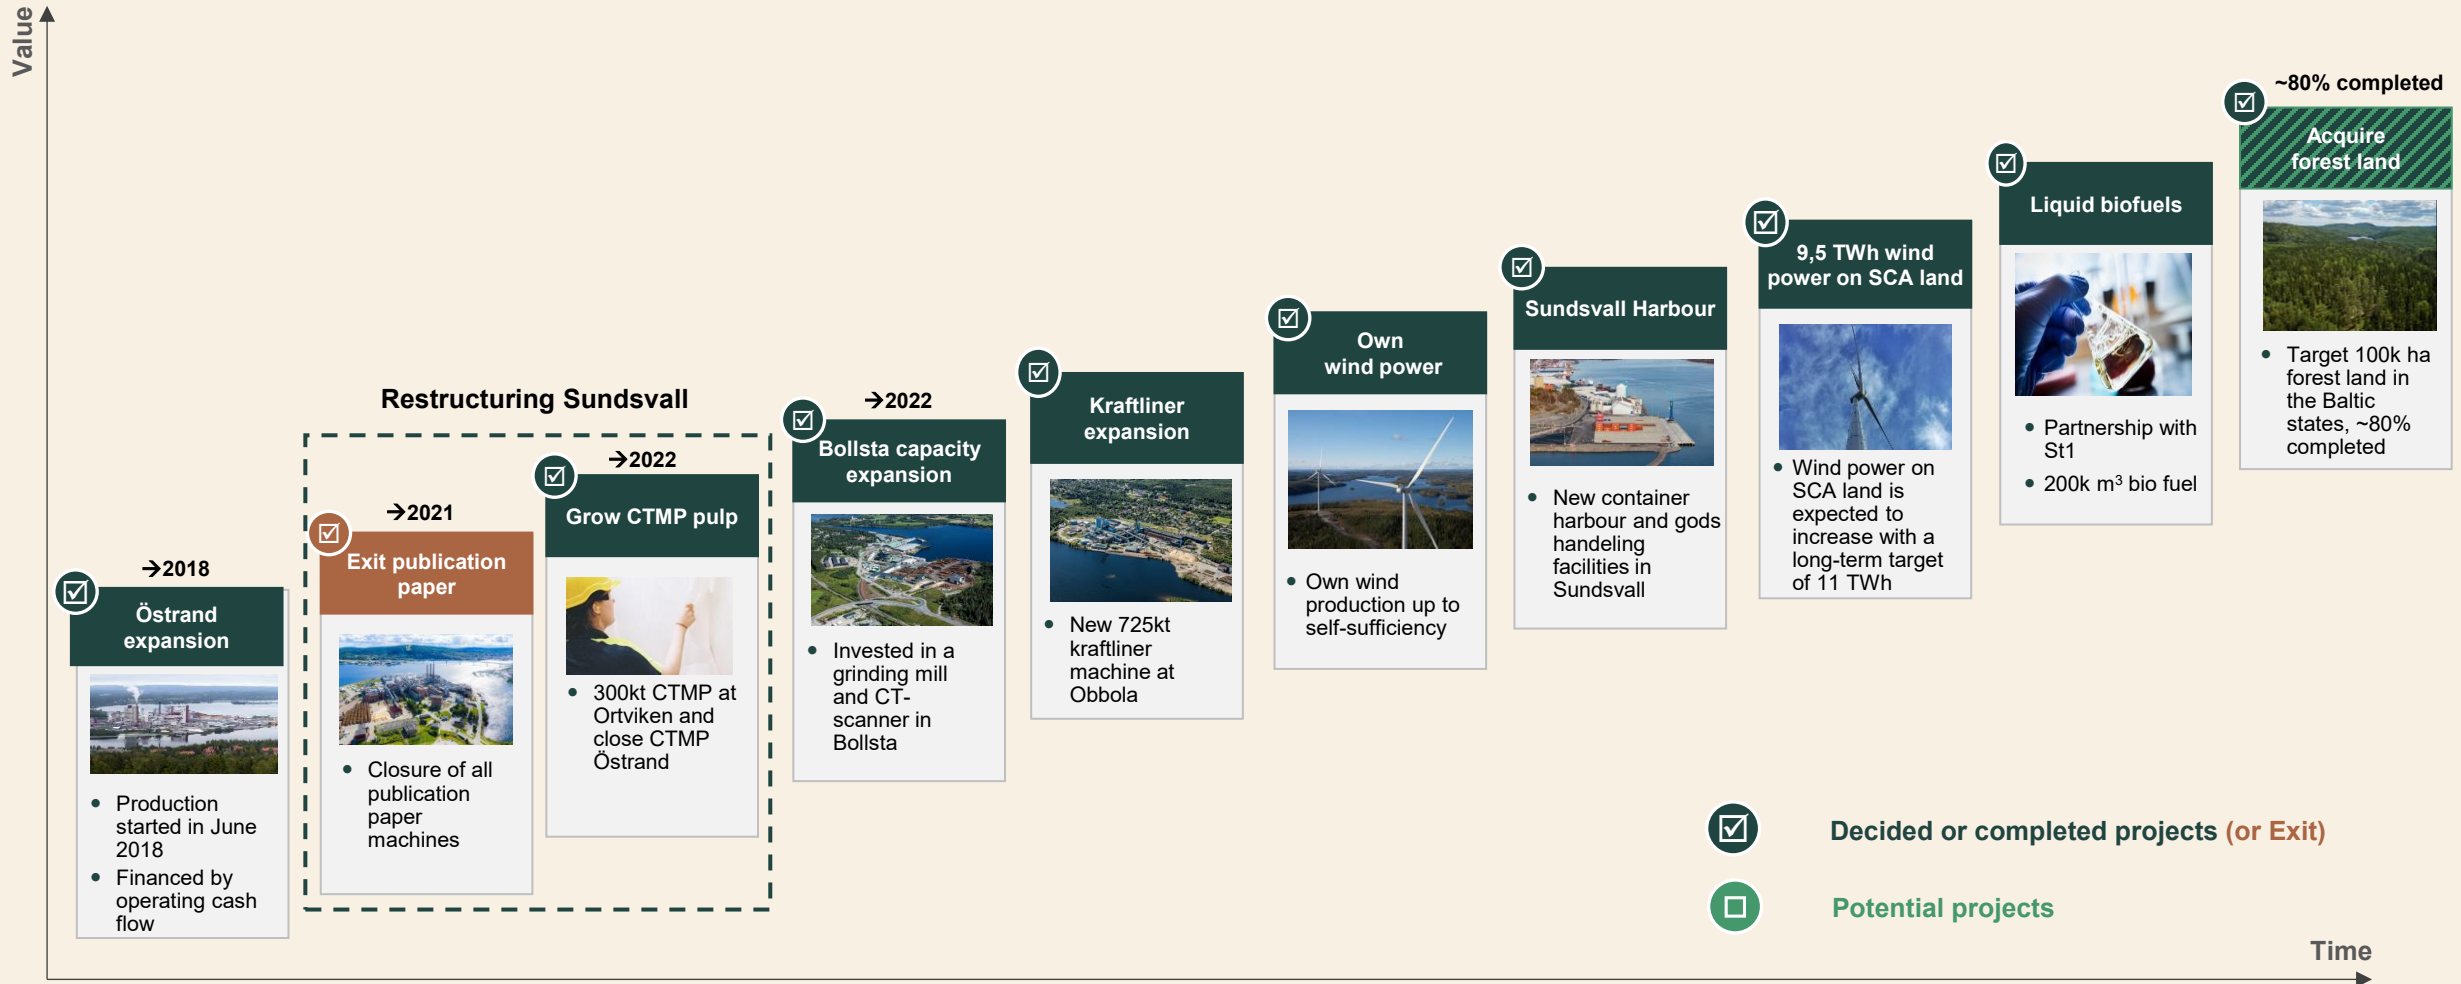 Value
→2018
Östrand
expansion
• Production
started in June
2018
• Financed by
operating cash
flow
Restructuring Sundsvall
→2021
Exit publication
paper
• Closure of all
publication
paper
machines
→2022
Grow CTMP pulp
• 300kt CTMP at
Ortviken and
close CTMP
Östrand
→2022
Bollsta capacity
expansion
• Invested in a
grinding mill
and CT-
scanner in
Bollsta
Kraftliner
expansion
• New 725kt
kraftliner
machine at
Obbola
Own
wind power
• Own wind
production up to
self-sufficiency
Sundsvall Harbour
• New container
harbour and gods
handeling
facilities in
Sundsvall
9,5 TWh wind
power on SCA land
• Wind power on
SCA land is
expected to
increase with a
long-term target
of 11 TWh
Liquid biofuels
• Partnership with
St1
• 200k m³ bio fuel
~80% completed
Acquire
forest land
• Target 100k ha
forest land in
the Baltic
states, ~80%
completed
Decided or completed projects (or Exit)
Potential projects
Time